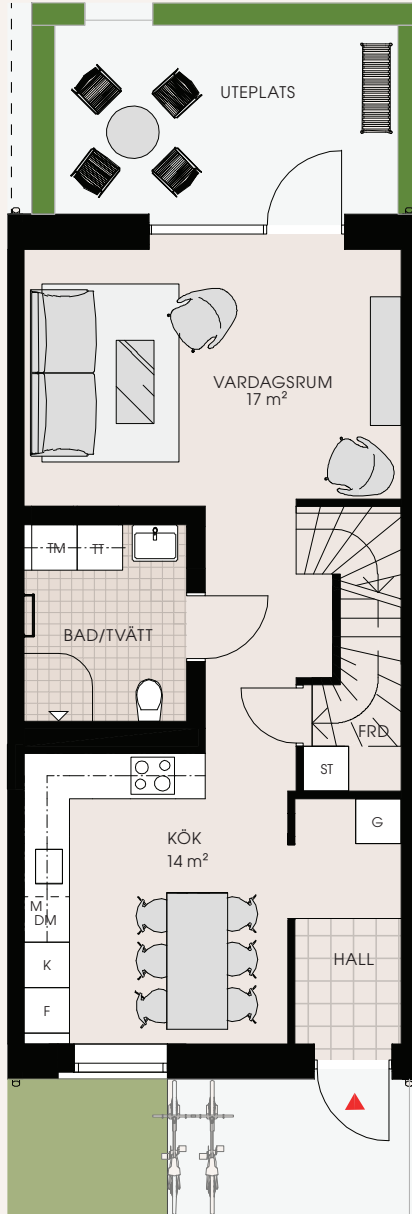 UTEPLATS
VARDAGSRUM
17 m²
TM TT
BAD/TVÄTT
FRD
ST
G
KÖK
14 m²
M
DM
K
HALL
F